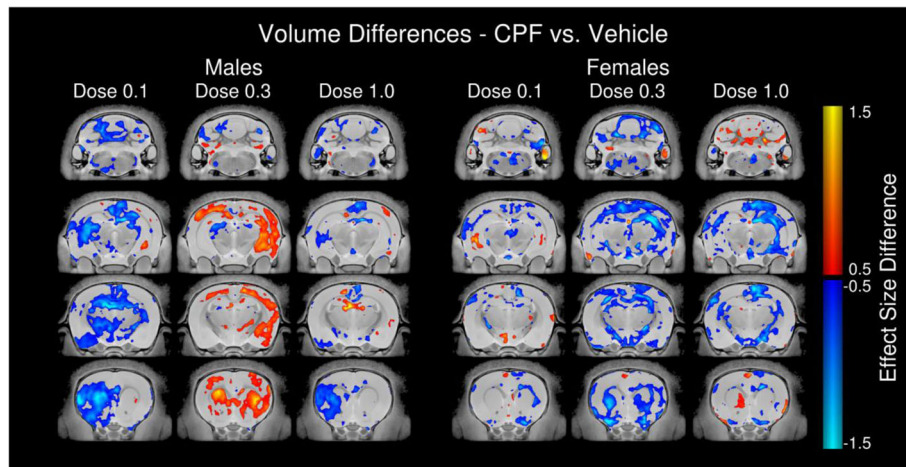 Volume Differences - CPF vs. Vehicle
Males
Females
Dose 0.1
Dose 0.3
Dose 1.0
Dose 0.1
Dose 0.3
Dose 1.0
1.5
0.5
-0.5
-1.5
Effect Size Difference